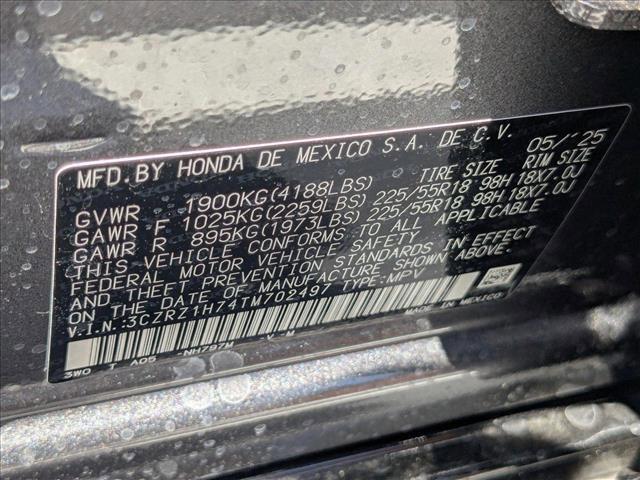 MFD. BY HONDA DE MEXICO S.A. DE C.V. 05/'25
TIRE SIZE RIM SIZE
GVWR 1900KG(4188LBS)
GAWR F 1025KG(2259LBS) 225/55R18 98H 18X7.0J
GAWR R 895KG(1973LBS) 225/55R18 98H 18X7.0J
THIS VEHICLE CONFORMS TO ALL APPLICABLE
FEDERAL MOTOR VEHICLE SAFETY
AND THEFT PREVENTION STANDARDS IN EFFECT
ON THE DATE OF MANUFACTURE SHOWN ABOVE.
V.I.N.:3CZRZ1H74TM702497 TYPE:MPV
MADE IN MEXICO
3W0 T A05 NH797M V-M